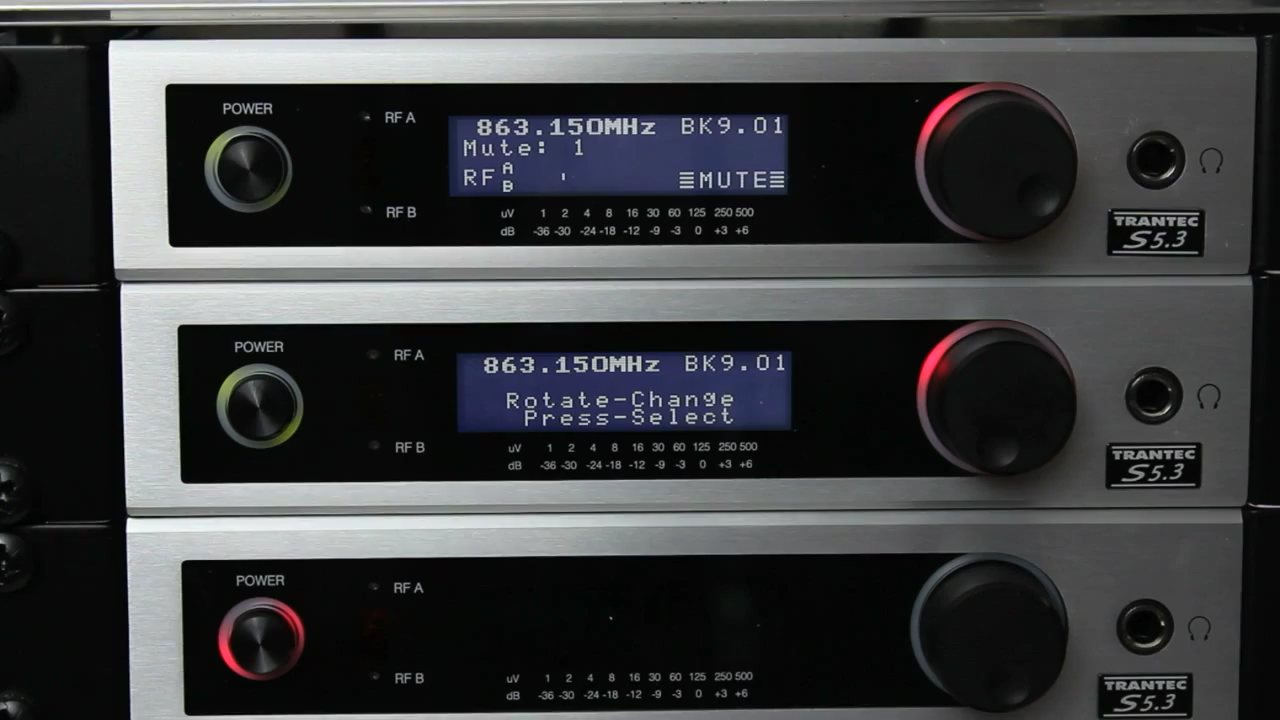 POWER
RF A
863.150MHz BK9.01
Mute: 1
RF A B
≡MUTE≡
RF B
uV 1 2 4 8 16 30 60 125 250 500
dB -36 -30 -24 -18 -12 -9 -3 0 +3 +6
TRANTEC
S5.3
POWER
RF A
863.150MHz BK9.01
Rotate-Change
Press-Select
RF B
uV 1 2 4 8 16 30 60 125 250 500
dB -36 -30 -24 -18 -12 -9 -3 0 +3 +6
TRANTEC
S5.3
POWER
RF A
RF B
uV 1 2 4 8 16 30 60 125 250 500
dB -36 -30 -24 -18 -12 -9 -3 0 +3 +6
TRANTEC
S5.3